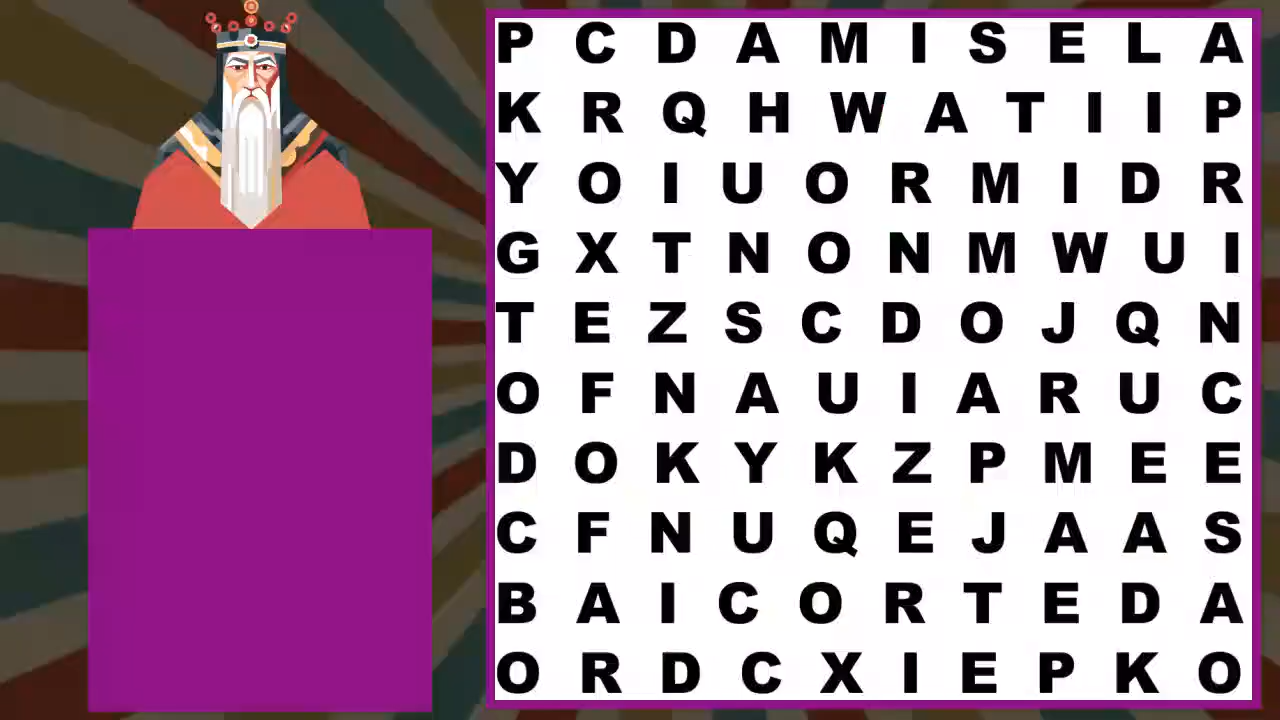 P C D A M I S E L A
K R Q H W A T I I P
Y O I U O R M I D R
G X T N O N M W U I
T E Z S C D O J Q N
O F N A U I A R U C
D O K Y K Z P M E E
C F N U Q E J A A S
B A I C O R T E D A
O R D C X I E P K O